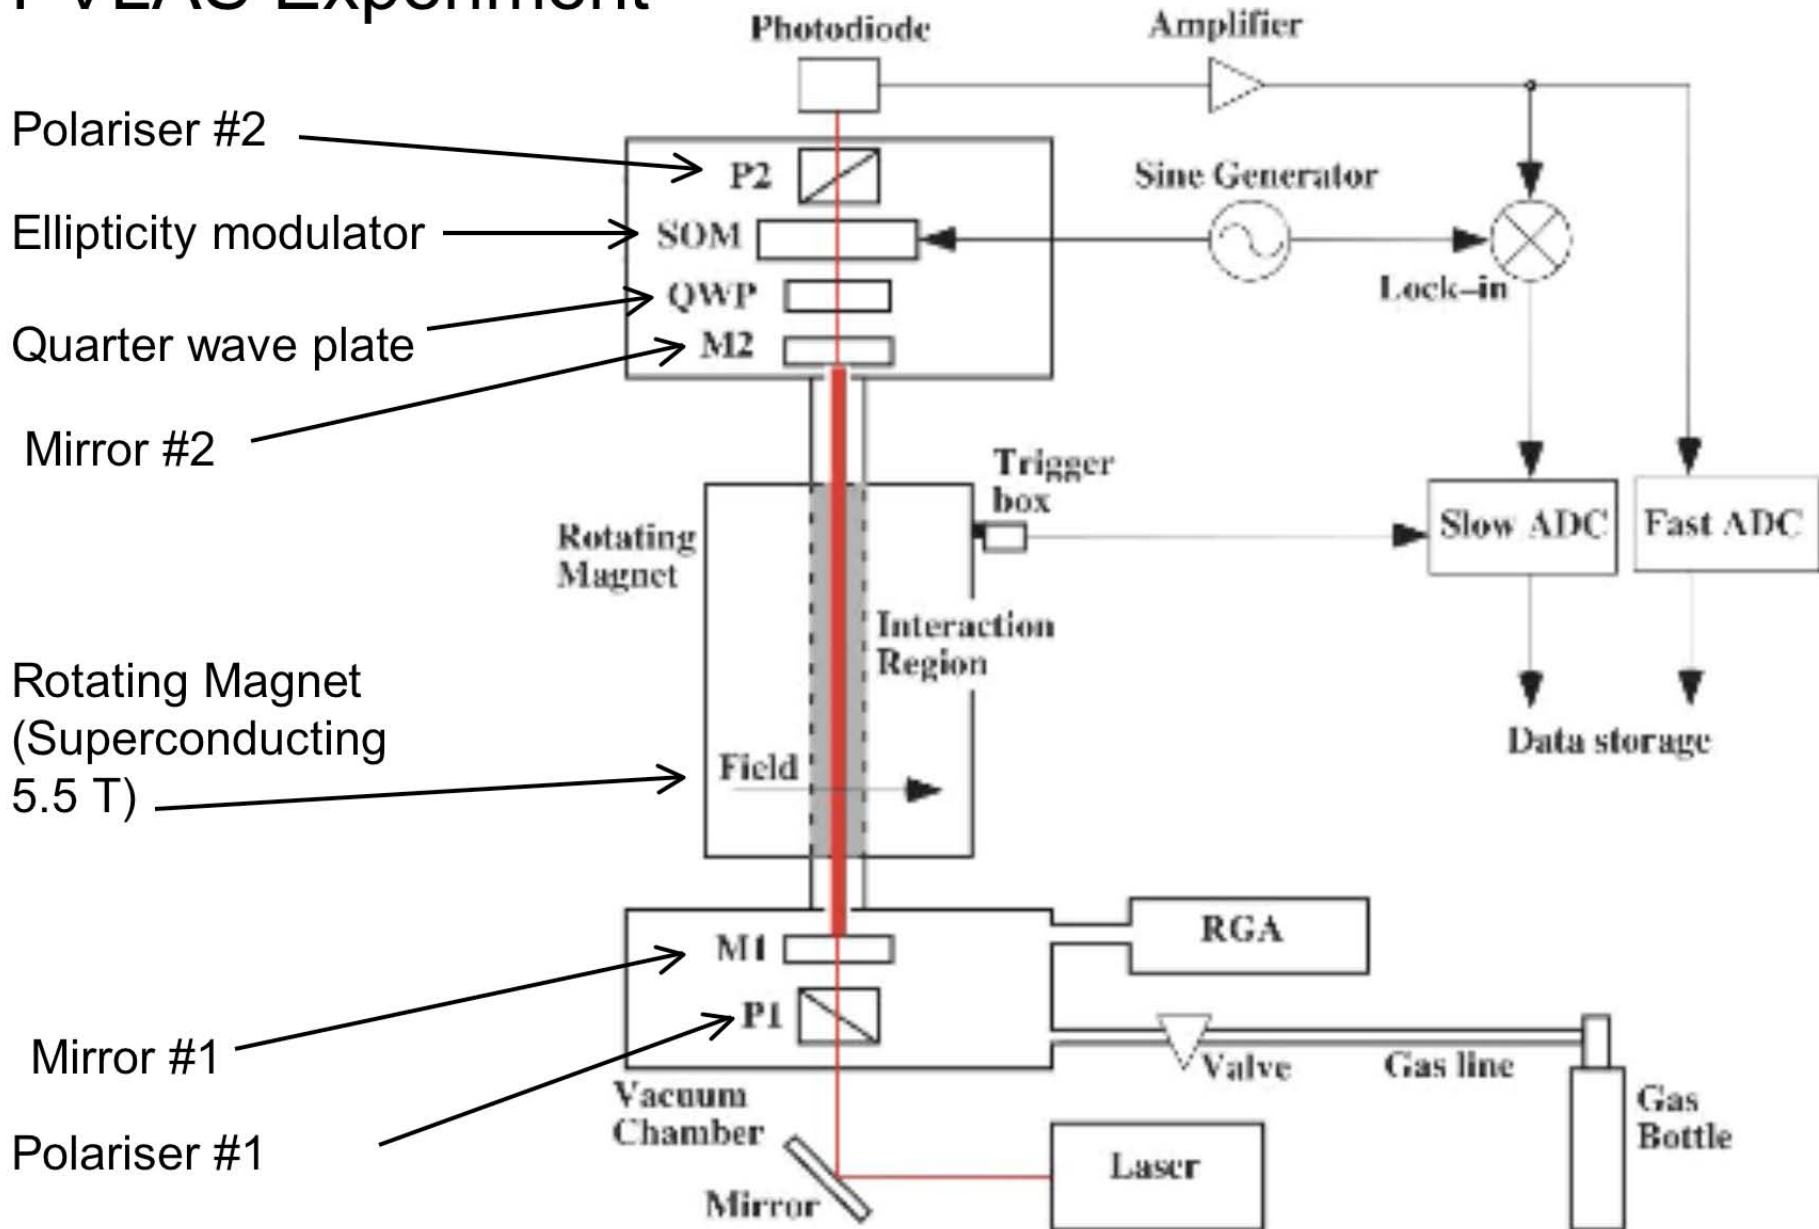 PVLAS Experiment
Photodiode
Amplifier
Polariser #2
P2
Sine Generator
Ellipticity modulator
SOM
QWP
Lock-in
Quarter wave plate
M2
Mirror #2
Trigger
box
Rotating
Magnet
Slow ADC
Fast ADC
Interaction
Region
Rotating Magnet
(Superconducting
5.5 T)
Field
Data storage
RGA
M1
P1
Mirror #1
Valve
Gas line
Vacuum
Chamber
Gas
Bottle
Polariser #1
Laser
Mirror